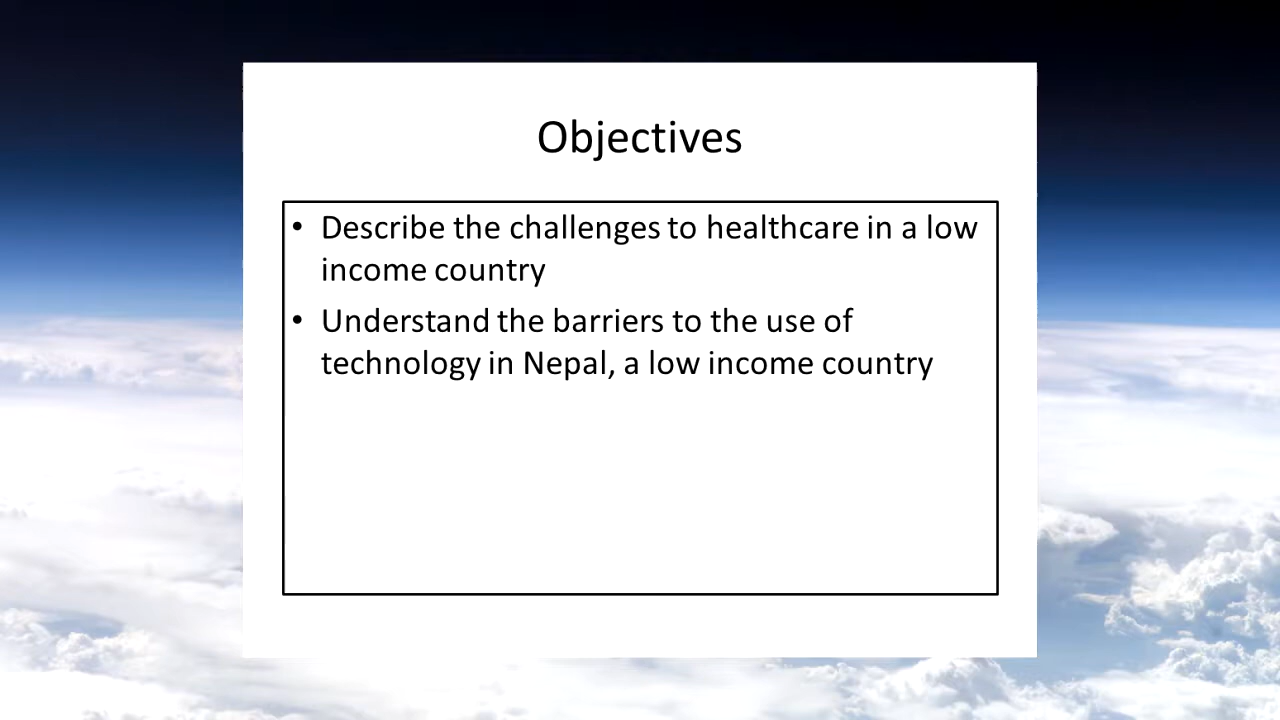 Objectives
• Describe the challenges to healthcare in a low
income country
• Understand the barriers to the use of
technology in Nepal, a low income country